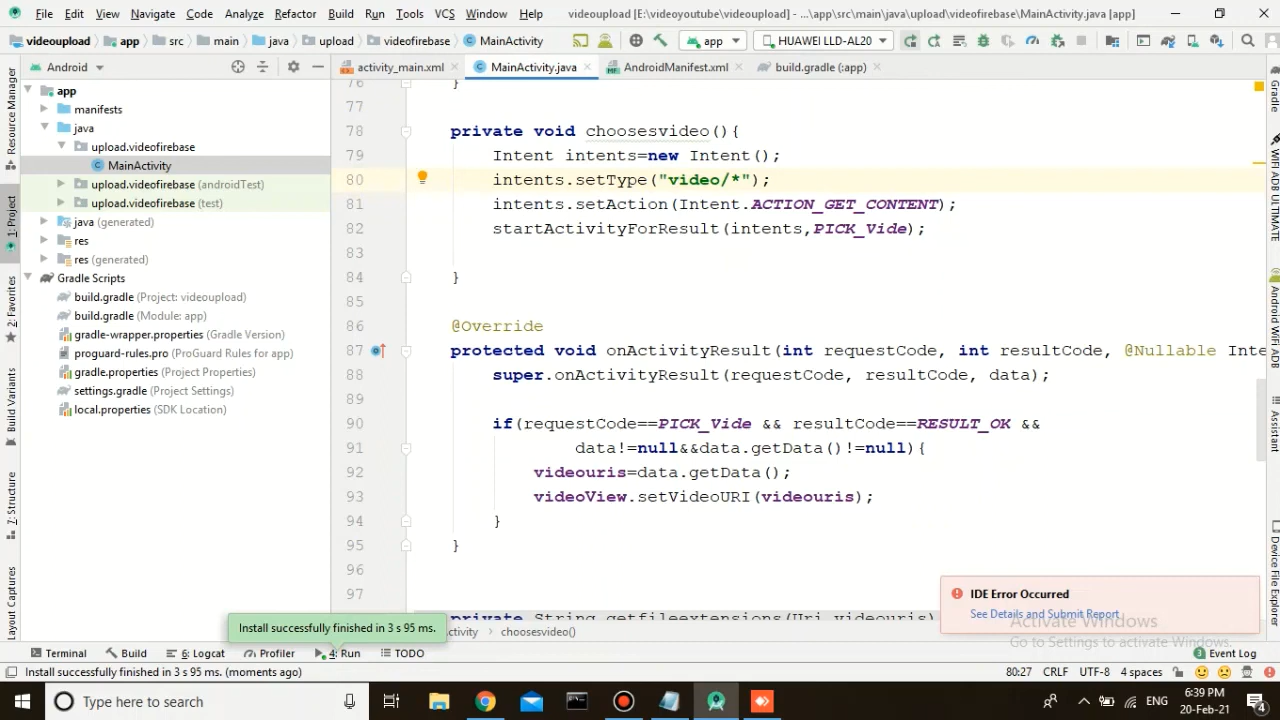 File Edit View Navigate Code Analyze Refactor Build Run Tools VCS Window Help videoupload [E:\videoyoutube\videoupload] - ...\app\src\main\java\upload\videofirebase\MainActivity.java [app]
videoupload app src main java upload videofirebase MainActivity app HUAWEI LLD-AL20
Android activity_main.xml MainActivity.java AndroidManifest.xml build.gradle (:app)
Resource Manager
1: Project
2: Favorites
Build Variants
7: Structure
Layout Captures
app
manifests
java
upload.videofirebase
MainActivity
upload.videofirebase (androidTest)
upload.videofirebase (test)
java (generated)
res
res (generated)
Gradle Scripts
build.gradle (Project: videoupload)
build.gradle (Module: app)
gradle-wrapper.properties (Gradle Version)
proguard-rules.pro (ProGuard Rules for app)
gradle.properties (Project Properties)
settings.gradle (Project Settings)
local.properties (SDK Location)
76 }
77
78 private void choosesvideo(){
79 Intent intents=new Intent();
80 intents.setType("video/*");
81 intents.setAction(Intent.ACTION_GET_CONTENT);
82 startActivityForResult(intents,PICK_Vide);
83
84 }
85
86 @Override
87 protected void onActivityResult(int requestCode, int resultCode, @Nullable Inte
88 super.onActivityResult(requestCode, resultCode, data);
89
90 if(requestCode==PICK_Vide && resultCode==RESULT_OK &&
91 data!=null&&data.getData()!=null){
92 videouris=data.getData();
93 videoView.setVideoURI(videouris);
94 }
95 }
96
97
private String getfileextensions(Uri videouris)
Gradle
WIFI ADB ULTIMATE
Android WiFi ADB
Assistant
Device File Explorer
IDE Error Occurred
See Details and Submit Report
Activate Windows
Go to Settings to activate Windows.
Install successfully finished in 3 s 95 ms.
ctivity choosesvideo()
Terminal Build 6: Logcat Profiler 4: Run TODO 3 Event Log
Install successfully finished in 3 s 95 ms. (moments ago) 80:27 CRLF UTF-8 4 spaces
Type here to search ENG 6:39 PM
20-Feb-21 4